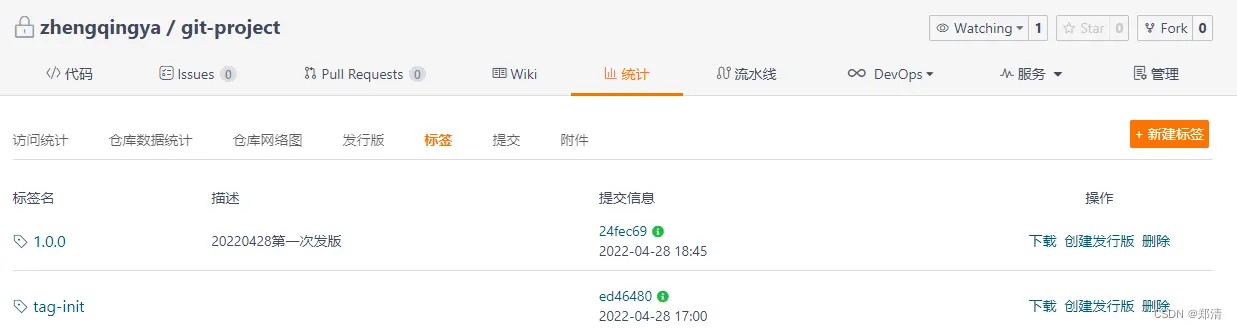 zhengqingya / git-project
Watching 1 Star 0 Fork 0
代码 Issues 0 Pull Requests 0 Wiki 统计 流水线 DevOps 服务 管理
访问统计 仓库数据统计 仓库网络图 发行版 标签 提交 附件 + 新建标签
标签名 描述 提交信息 操作
1.0.0 20220428第一次发版 24fec69 下载 创建发行版 删除
2022-04-28 18:45
tag-init ed46480 下载 创建发行版 删除
2022-04-28 17:00
CSDN @郑清